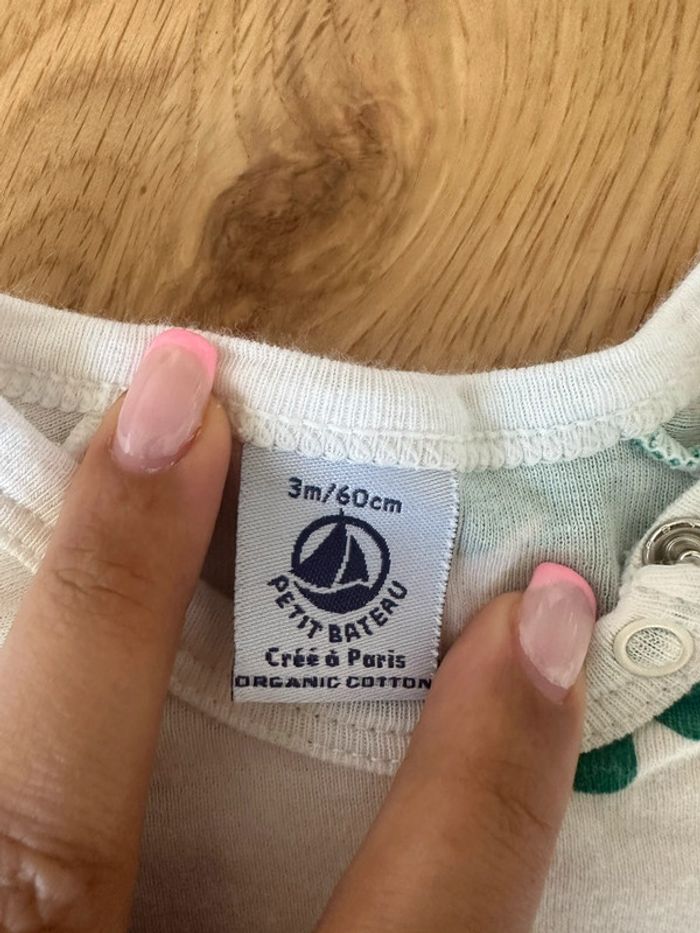 3m/60cm
PETIT BATEAU
Créé à Paris
ORGANIC COTTON